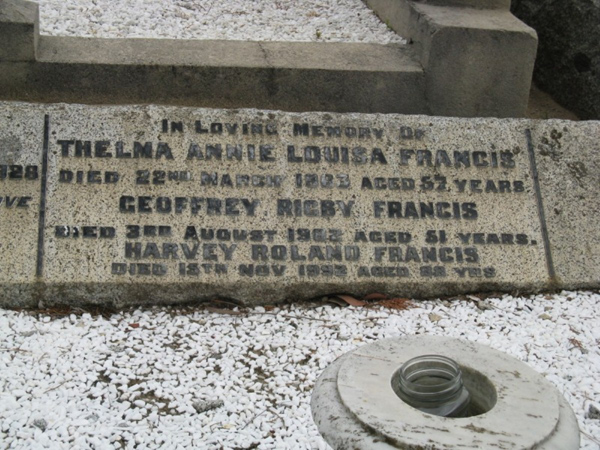 IN LOVING MEMORY OF
THELMA ANNIE LOUISA FRANCIS
DIED 22ND MARCH AGED YEARS
GEOFFREY RIGBY FRANCIS
DIED 3RD AUGUST AGED 51 YEARS.
HARVEY ROLAND FRANCIS
DIED NOV AGED YRS